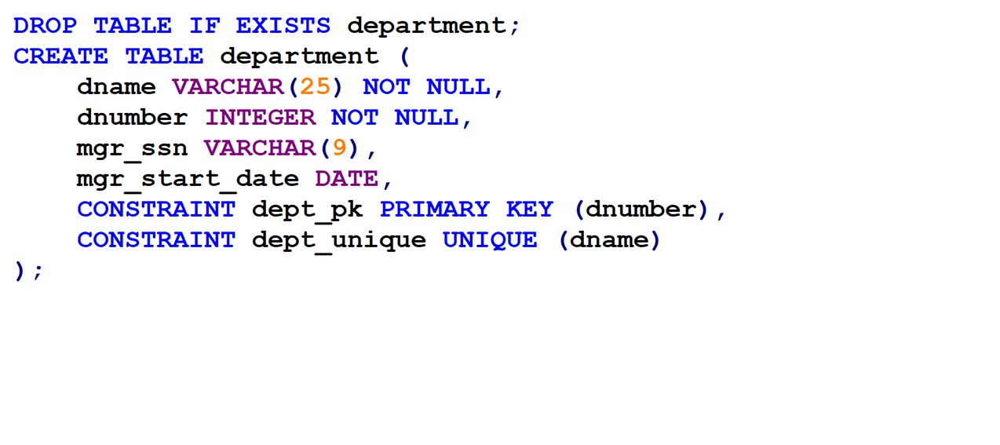 DROP TABLE IF EXISTS department;
CREATE TABLE department (
    dname VARCHAR(25) NOT NULL,
    dnumber INTEGER NOT NULL,
    mgr_ssn VARCHAR(9),
    mgr_start_date DATE,
    CONSTRAINT dept_pk PRIMARY KEY (dnumber),
    CONSTRAINT dept_unique UNIQUE (dname)
);